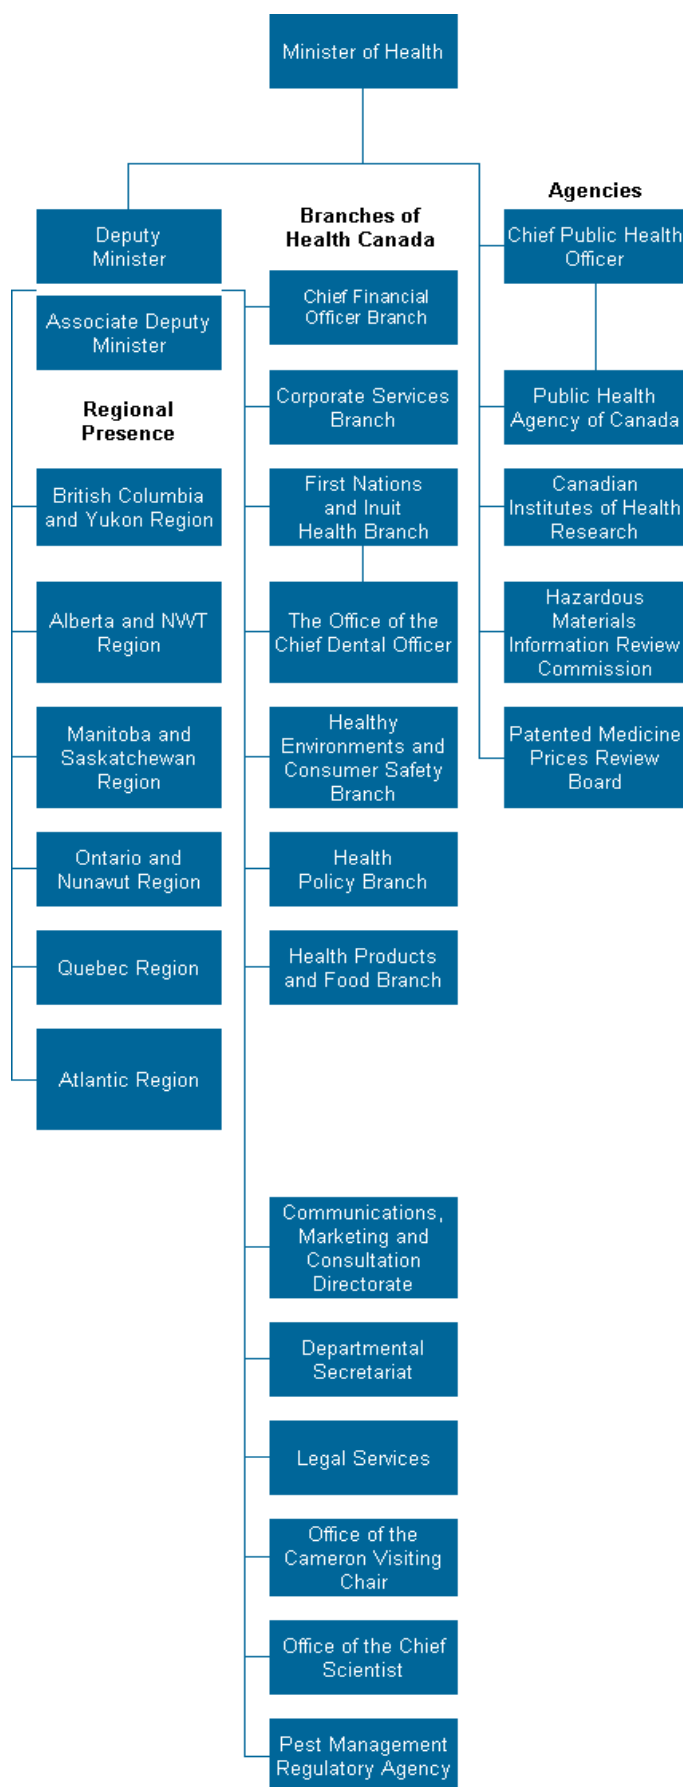 Minister of Health
Deputy
Minister
Associate Deputy
Minister
Regional
Presence
British Columbia
and Yukon Region
Alberta and NWT
Region
Manitoba and
Saskatchewan
Region
Ontario and
Nunavut Region
Quebec Region
Atlantic Region
Branches of
Health Canada
Chief Financial
Officer Branch
Corporate Services
Branch
First Nations
and Inuit
Health Branch
The Office of the
Chief Dental Officer
Healthy
Environments and
Consumer Safety
Branch
Health
Policy Branch
Health Products
and Food Branch
Communications,
Marketing and
Consultation
Directorate
Departmental
Secretariat
Legal Services
Office of the
Cameron Visiting
Chair
Office of the Chief
Scientist
Pest Management
Regulatory Agency
Agencies
Chief Public Health
Officer
Public Health
Agency of Canada
Canadian
Institutes of Health
Research
Hazardous
Materials
Information Review
Commission
Patented Medicine
Prices Review
Board